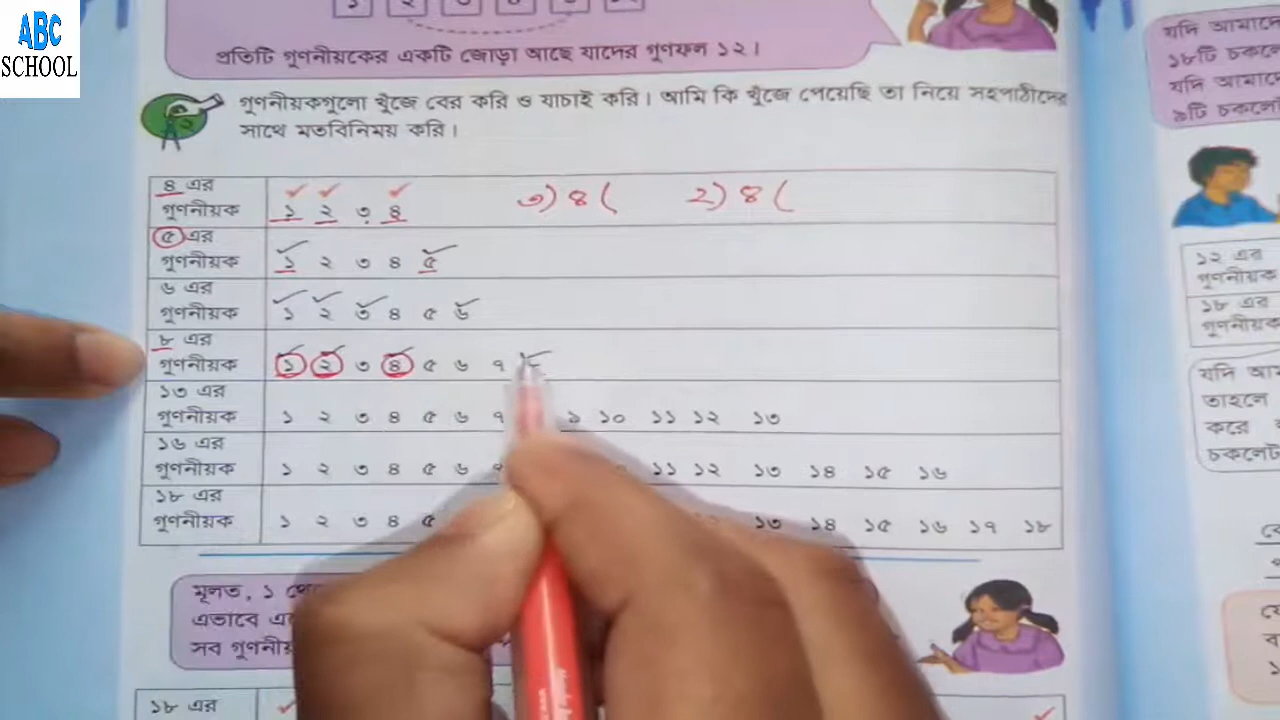 ABC
SCHOOL
প্রতিটি গুণনীয়কের একটি জোড়া আছে যাদের গুণফল ১২।
গুণনীয়কগুলো খুঁজে বের করি ও যাচাই করি। আমি কি খুঁজে পেয়েছি তা নিয়ে সহপাঠীদের
সাথে মতবিনিময় করি।
৪ এর
গুণনীয়ক ১ ২ ৩ ৪ ৩) ৪ ( ২) ৪ (
৫ এর
গুণনীয়ক ১ ২ ৩ ৪ ৫
৬ এর
গুণনীয়ক ১ ২ ৩ ৪ ৫ ৬
৮ এর
গুণনীয়ক ১ ২ ৩ ৪ ৫ ৬ ৭ ৮
১৩ এর
গুণনীয়ক ১ ২ ৩ ৪ ৫ ৬ ৭ ৯ ১০ ১১ ১২ ১৩
১৬ এর
গুণনীয়ক ১ ২ ৩ ৪ ৫ ৬ ৭ ১১ ১২ ১৩ ১৪ ১৫ ১৬
১৮ এর
গুণনীয়ক ১ ২ ৩ ৪ ৫ ১৩ ১৪ ১৫ ১৬ ১৭ ১৮
মূলত, ১
এভাবে
সব
১৮ এর
যদি আমাদে
১৮টি চকলে
যদি আমাদে
৯টি চকলে
১২ এর
গুণনীয়ক
১৮ এর
গুণনীয়ক
যদি আম
তাহলে
করে
চকলেট